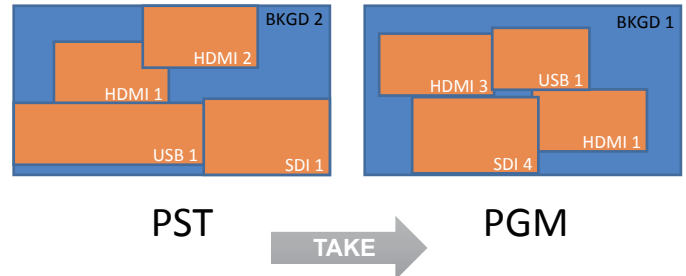 BKGD 2
HDMI 2
HDMI 1
USB 1
SDI 1
BKGD 1
HDMI 3
USB 1
HDMI 1
SDI 4
PST
TAKE
PGM